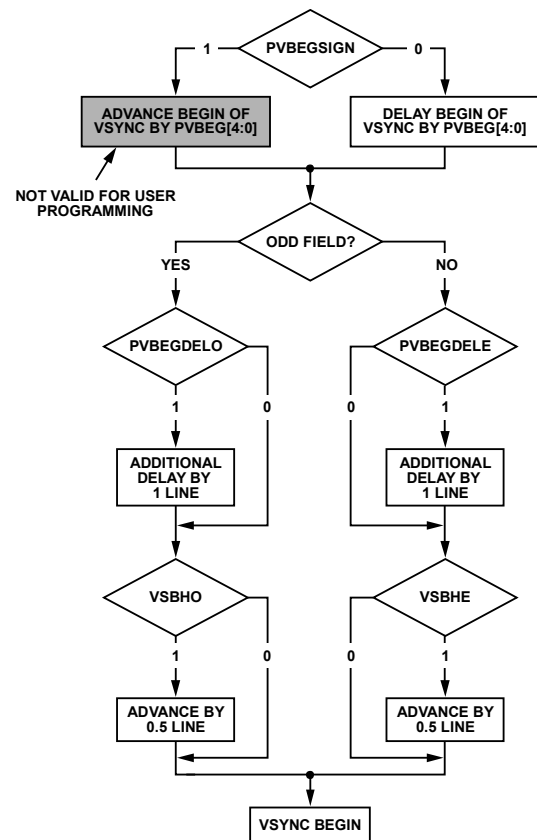 PVBEGSIGN
1
0
ADVANCE BEGIN OF
VSYNC BY PVBEG[4:0]
DELAY BEGIN OF
VSYNC BY PVBEG[4:0]
NOT VALID FOR USER
PROGRAMMING
ODD FIELD?
YES
NO
PVBEGDELO
PVBEGDELE
1
0
0
1
ADDITIONAL
DELAY BY
1 LINE
ADDITIONAL
DELAY BY
1 LINE
VSBHO
VSBHE
1
0
0
1
ADVANCE BY
0.5 LINE
ADVANCE BY
0.5 LINE
VSYNC BEGIN